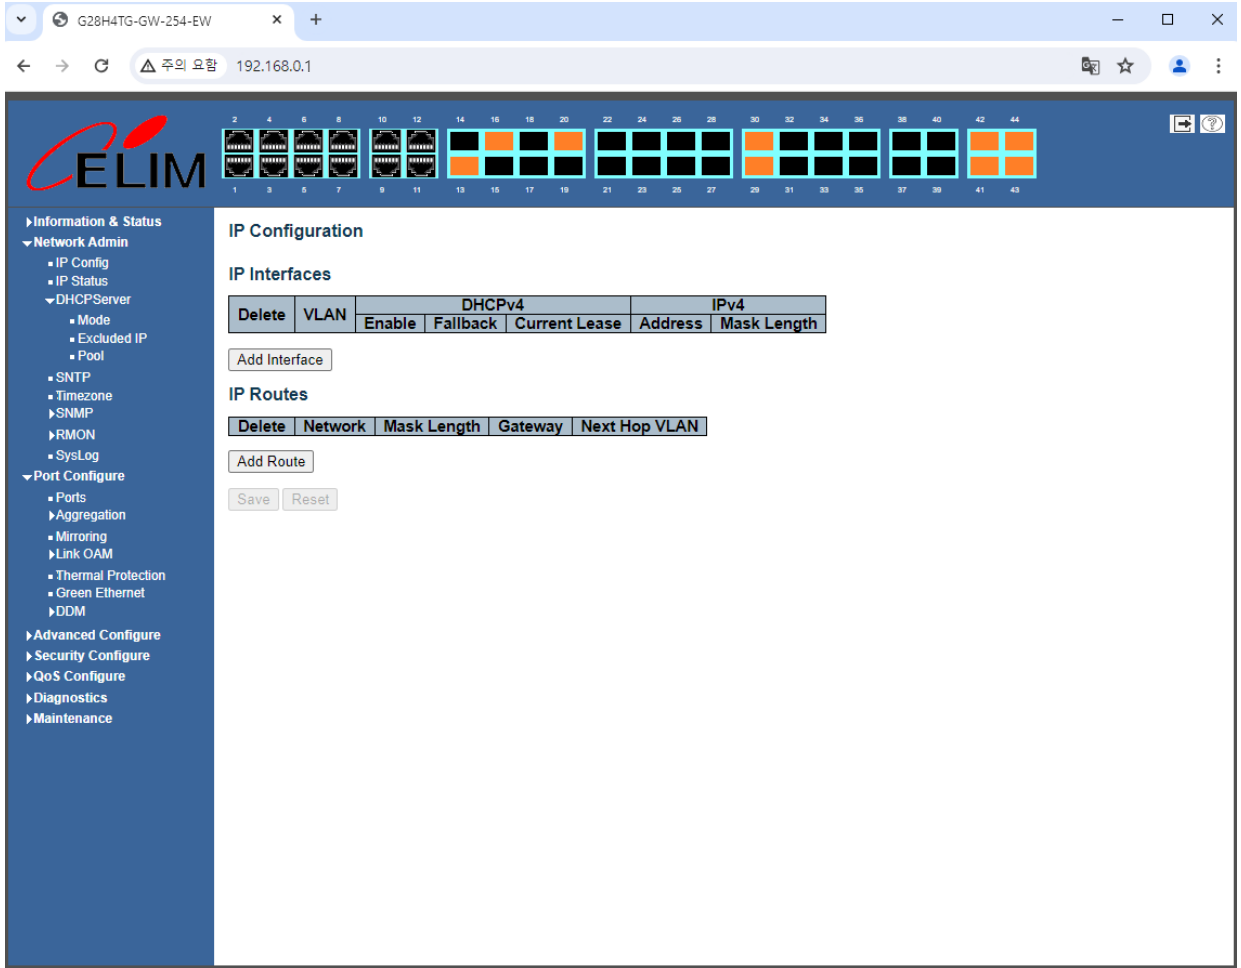 G28H4TG-GW-254-EW
주의 요함 192.168.0.1
2 4 6 8 10 12 14 16 18 20 22 24 26 28 30 32 34 36 38 40 42 44
CELIM
1 3 5 7 9 11 13 15 17 19 21 23 25 27 29 31 33 35 37 39 41 43
Information & Status
Network Admin
IP Config
IP Status
DHCPServer
Mode
Excluded IP
Pool
SNTP
Timezone
SNMP
RMON
SysLog
Port Configure
Ports
Aggregation
Mirroring
Link OAM
Thermal Protection
Green Ethernet
DDM
Advanced Configure
Security Configure
QoS Configure
Diagnostics
Maintenance
IP Configuration
IP Interfaces
Delete VLAN DHCPv4 IPv4
Enable Fallback Current Lease Address Mask Length
Add Interface
IP Routes
Delete Network Mask Length Gateway Next Hop VLAN
Add Route
Save Reset